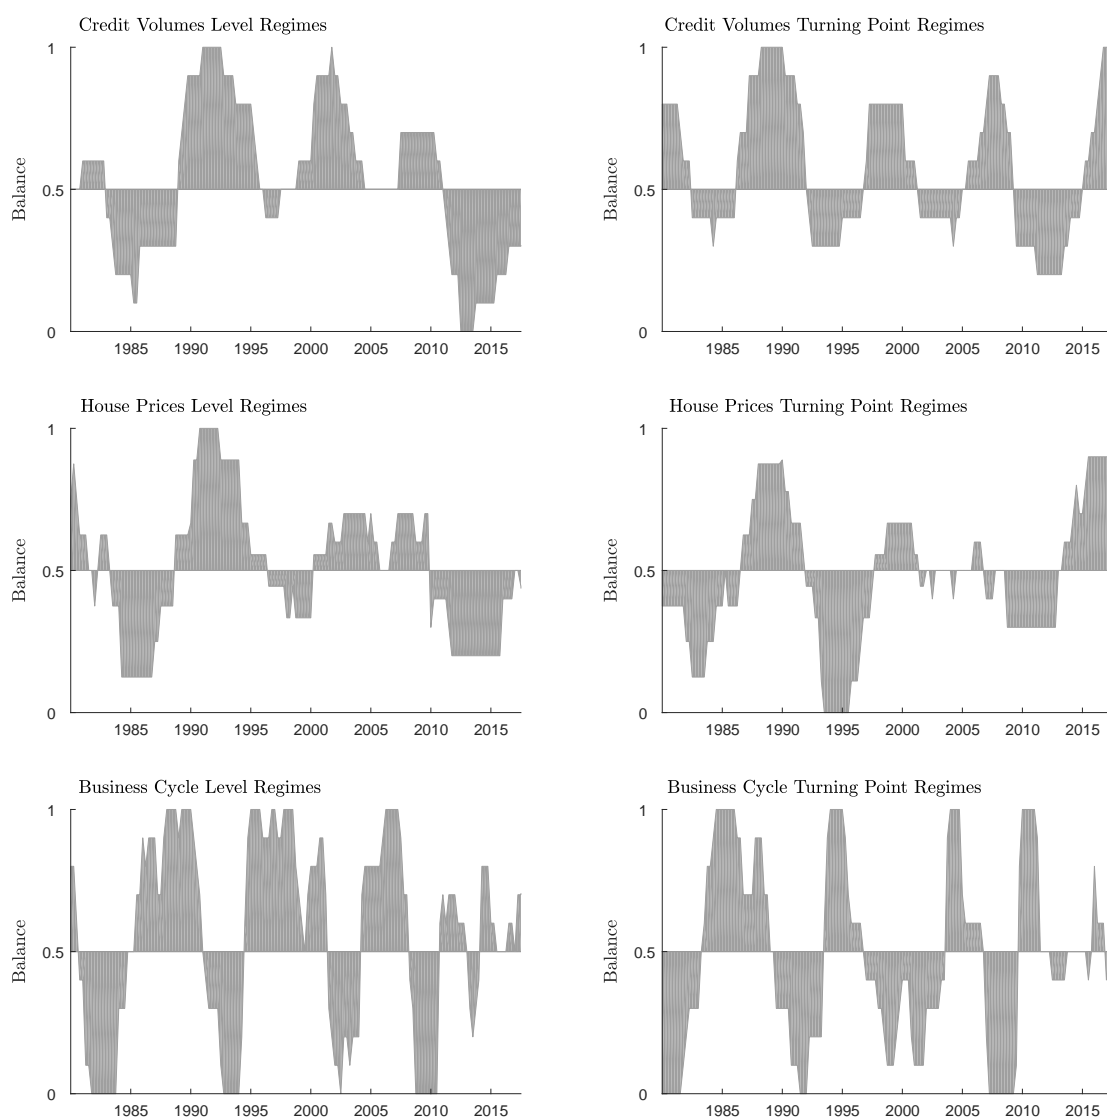 Credit Volumes Level Regimes
1
0.5
0
Balance
1985 1990 1995 2000 2005 2010 2015
Credit Volumes Turning Point Regimes
1
0.5
0
Balance
1985 1990 1995 2000 2005 2010 2015
House Prices Level Regimes
1
0.5
0
Balance
1985 1990 1995 2000 2005 2010 2015
House Prices Turning Point Regimes
1
0.5
0
Balance
1985 1990 1995 2000 2005 2010 2015
Business Cycle Level Regimes
1
0.5
0
Balance
1985 1990 1995 2000 2005 2010 2015
Business Cycle Turning Point Regimes
1
0.5
0
Balance
1985 1990 1995 2000 2005 2010 2015